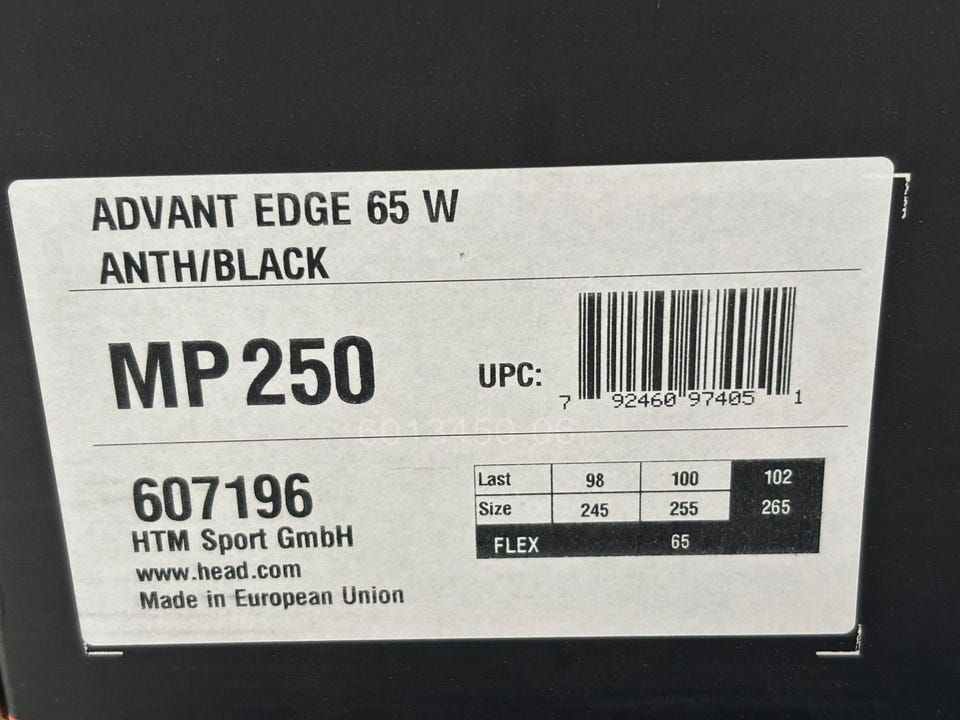 ADVANT EDGE 65 W
ANTH/BLACK
MP 250
UPC:
7 92460 97405 1
607196
HTM Sport GmbH
www.head.com
Made in European Union
Last 98 100 102
Size 245 255 265
FLEX 65